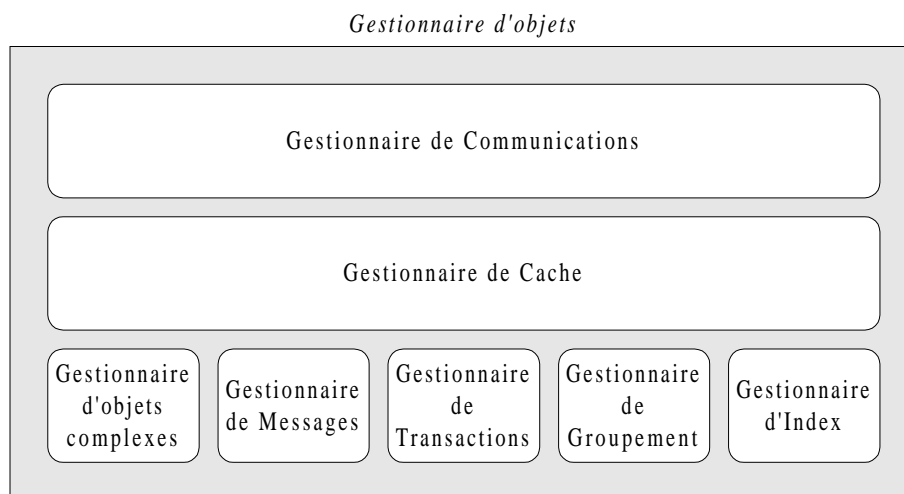 Gestionnaire d'objets
Gestionnaire de Communications
Gestionnaire de Cache
Gestionnaire
d'objets
complexes
Gestionnaire
de Messages
Gestionnaire
de
Transactions
Gestionnaire
de
Groupement
Gestionnaire
d'Index